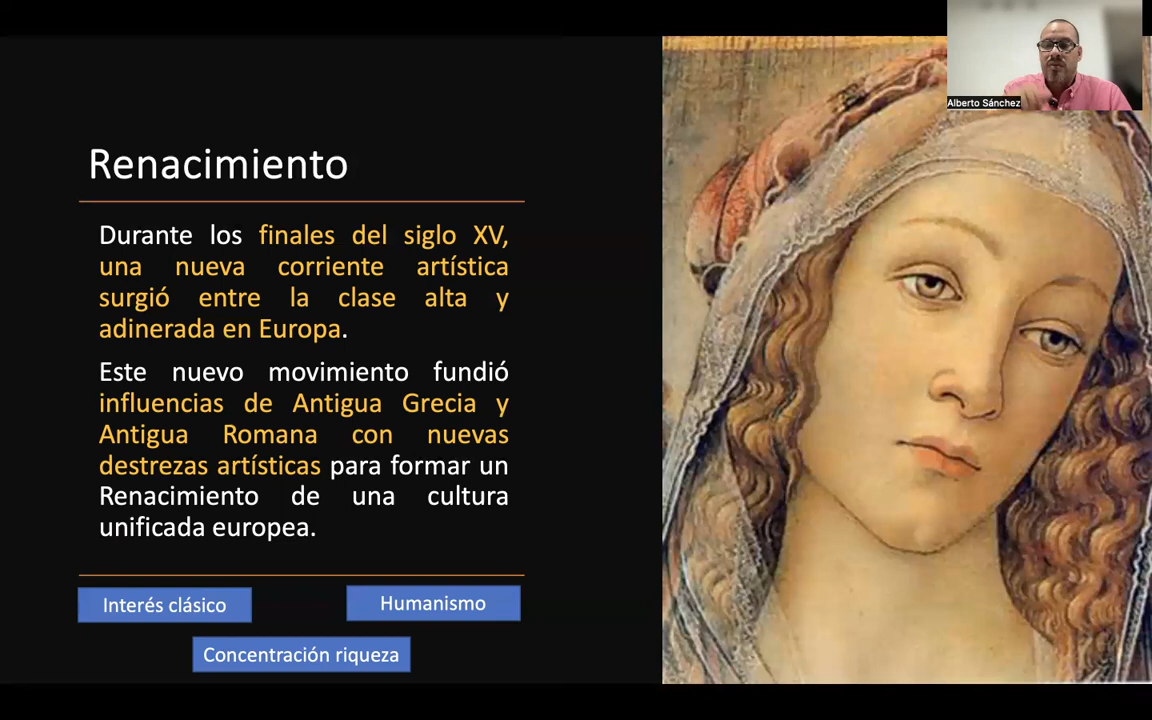 Alberto Sánchez
Renacimiento
Durante los finales del siglo XV,
una nueva corriente artística
surgió entre la clase alta y
adinerada en Europa.
Este nuevo movimiento fundió
influencias de Antigua Grecia y
Antigua Romana con nuevas
destrezas artísticas para formar un
Renacimiento de una cultura
unificada europea.
Interés clásico
Humanismo
Concentración riqueza